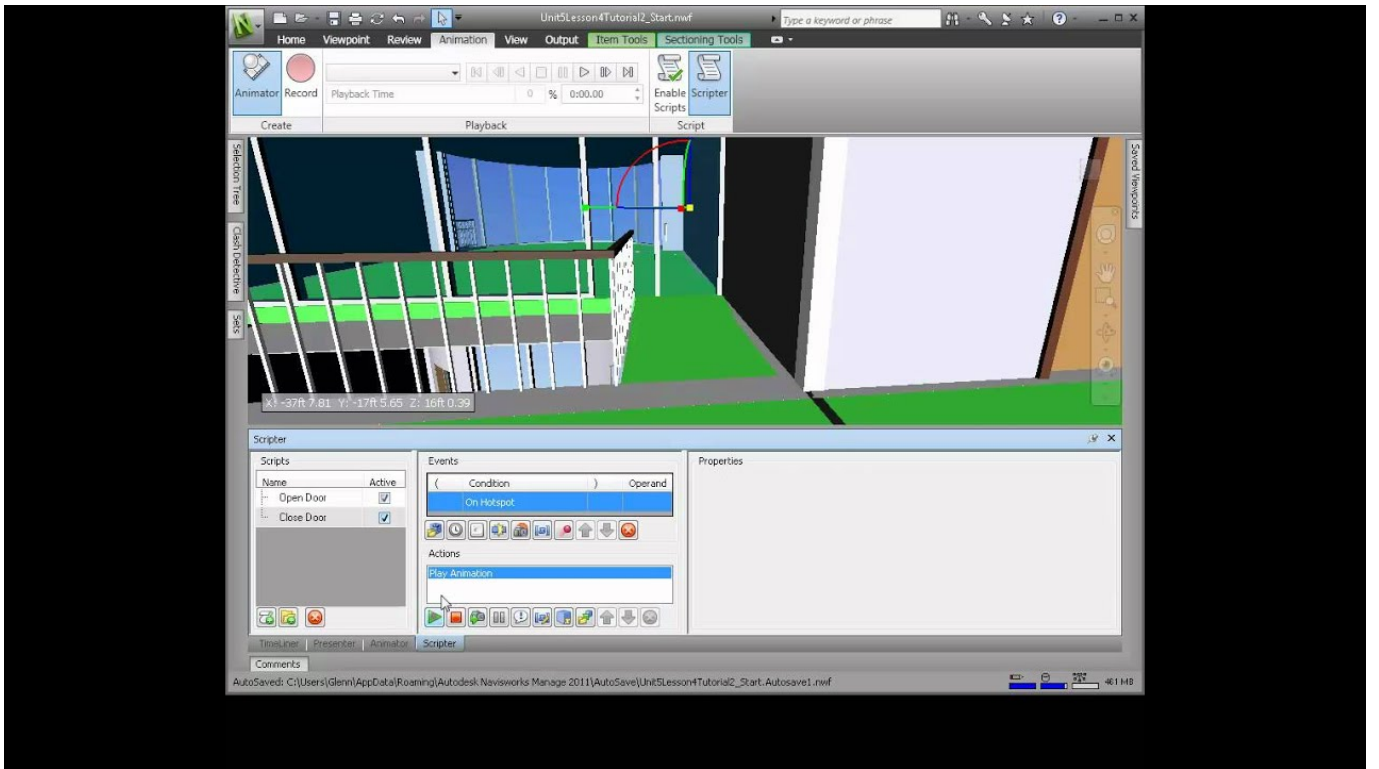 Unit5Lesson4Tutorial2_Start.nwf
Type a keyword or phrase
Home Viewpoint Review Animation View Output Item Tools Sectioning Tools
Animator Record
Playback Time 0 % 0:00.00
Enable Scripts
Scripter
Create Playback Script
Selection Tree
Clash Detective
Sets
Saved Viewpoints
X: -37ft 7.81 Y: -17ft 5.65 Z: 16ft 0.39
Scripter
Scripts
Name Active
Open Door
Close Door
Events
( Condition ) Operand
On Hotspot
Actions
Play Animation
Properties
TimeLiner Presenter Animator Scripter
Comments
AutoSaved: C:\Users\Glenn\AppData\Roaming\Autodesk Navisworks Manage 2011\AutoSave\Unit5Lesson4Tutorial2_Start.Autosave1.nwf
461 MB